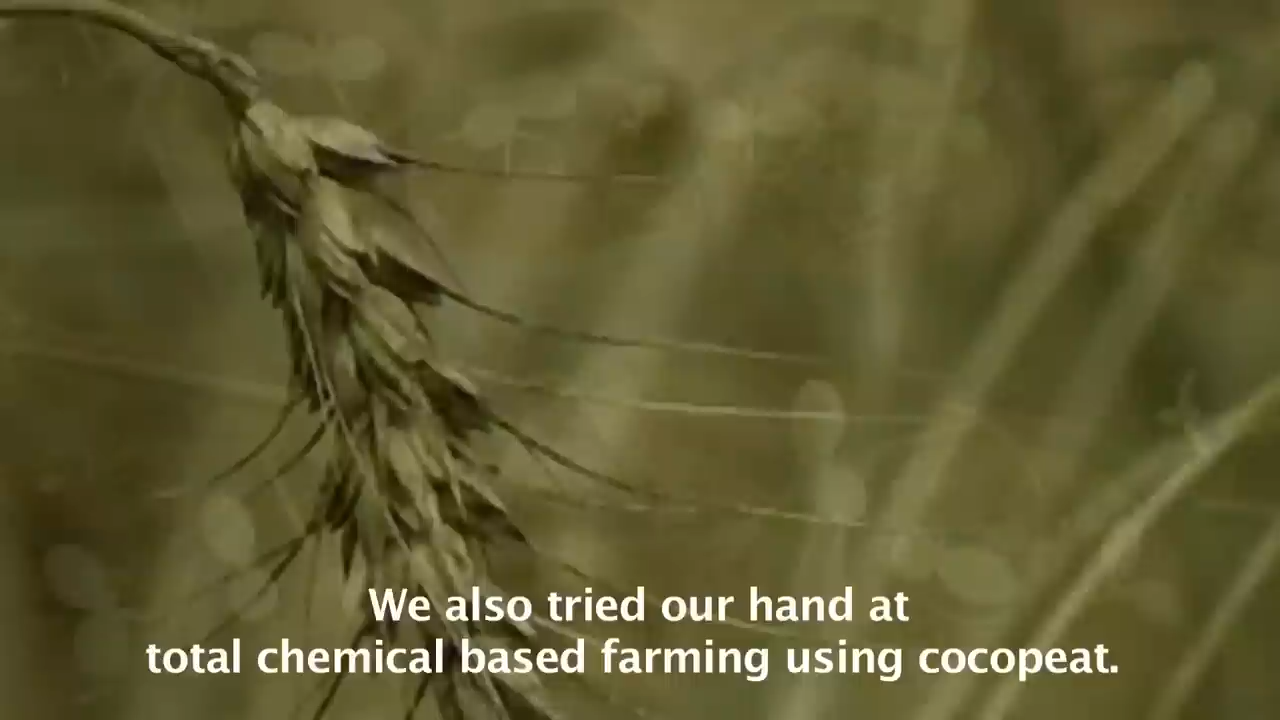 We also tried our hand at
total chemical based farming using cocopeat.